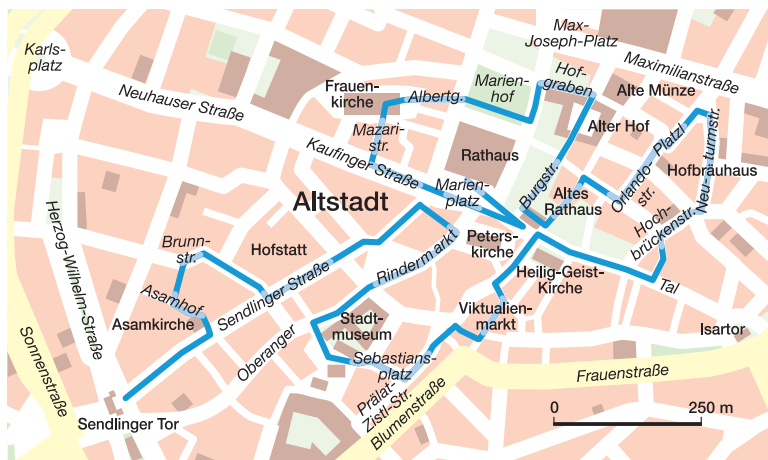 Max-
Joseph-Platz
Karls-
platz
Maximilianstraße
Hof-
graben
Marien-
hof
Frauen-
kirche
Albertg.
Alte Münze
Neuhauser Straße
Mazari-
str.
Alter Hof
Platzl
Neu-
turmstr.
Kaufinger Straße
Rathaus
Hofbräuhaus
Orlando-
str.
Marien-
platz
Burgstr.
Altes
Rathaus
Altstadt
Hoch-
brückenstr.
Herzog-Wilhelm-Straße
Brunn-
str.
Hofstatt
Peters-
kirche
Rindermarkt
Heilig-Geist-
Kirche
Tal
Asamhof
Sendlinger Straße
Asamkirche
Viktualien-
markt
Stadt-
museum
Isartor
Sonnenstraße
Oberanger
Sebastians-
platz
Frauenstraße
Prälat-
Zistl-Str.
Blumenstraße
Sendlinger Tor
0
250 m